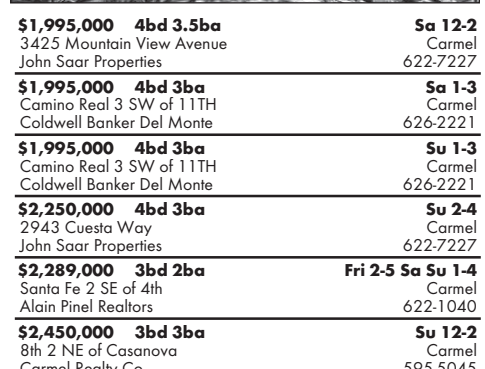 $1,995,000 4bd 3.5ba Sa 12-2
3425 Mountain View Avenue Carmel
John Saar Properties 622-7227
$1,995,000 4bd 3ba Sa 1-3
Camino Real 3 SW of 11TH Carmel
Coldwell Banker Del Monte 626-2221
$1,995,000 4bd 3ba Su 1-3
Camino Real 3 SW of 11TH Carmel
Coldwell Banker Del Monte 626-2221
$2,250,000 4bd 3ba Su 2-4
2943 Cuesta Way Carmel
John Saar Properties 622-7227
$2,289,000 3bd 2ba Fri 2-5 Sa Su 1-4
Santa Fe 2 SE of 4th Carmel
Alain Pinel Realtors 622-1040
$2,450,000 3bd 3ba Su 12-2
8th 2 NE of Casanova Carmel
Carmel Realty Co. 595-5045